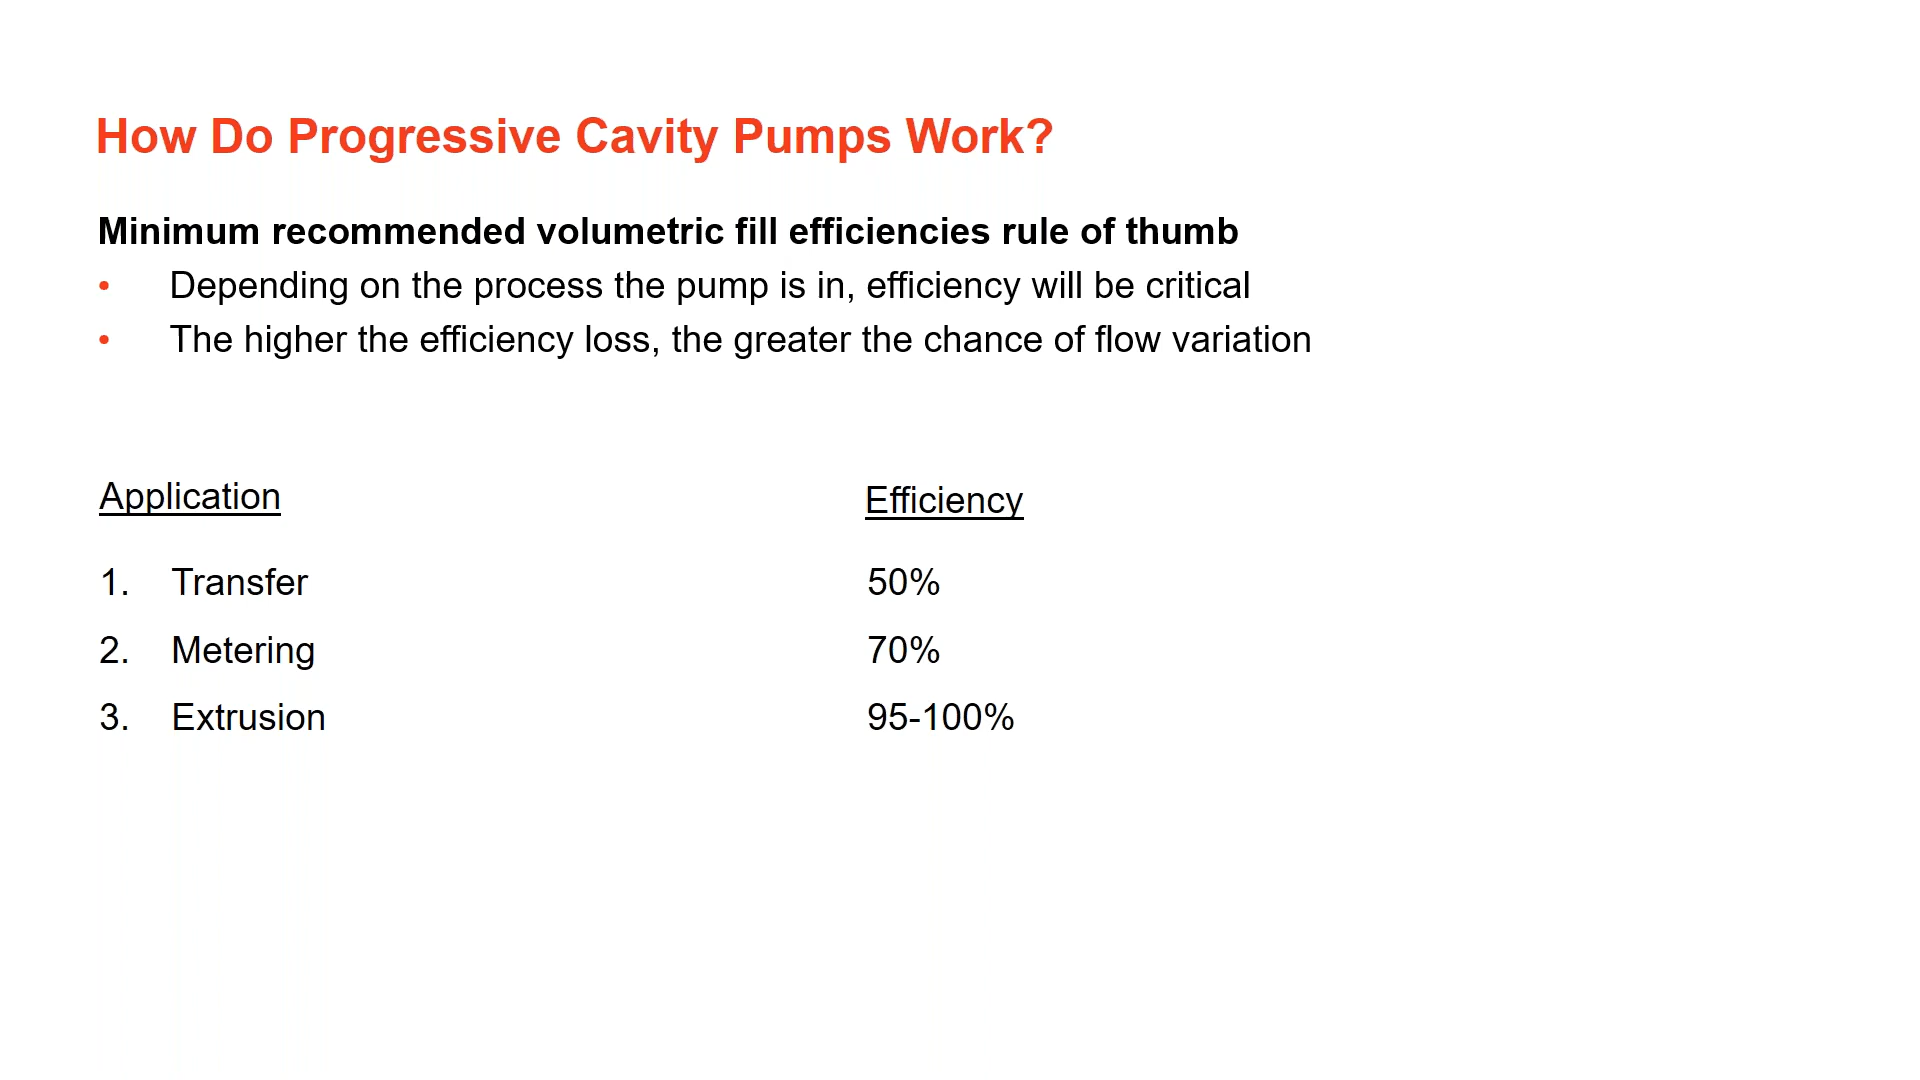 How Do Progressive Cavity Pumps Work?
Minimum recommended volumetric fill efficiencies rule of thumb
• Depending on the process the pump is in, efficiency will be critical
• The higher the efficiency loss, the greater the chance of flow variation
Application Efficiency
1. Transfer 50%
2. Metering 70%
3. Extrusion 95-100%